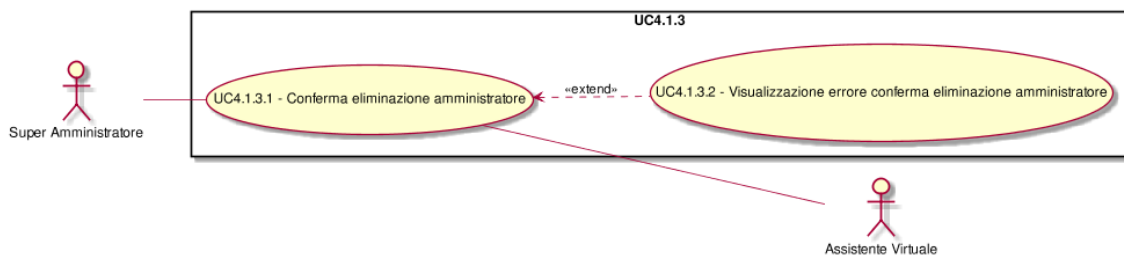 UC4.1.3
UC4.1.3.1 - Conferma eliminazione amministratore
«extend»
UC4.1.3.2 - Visualizzazione errore conferma eliminazione amministratore
Super Amministratore
Assistente Virtuale